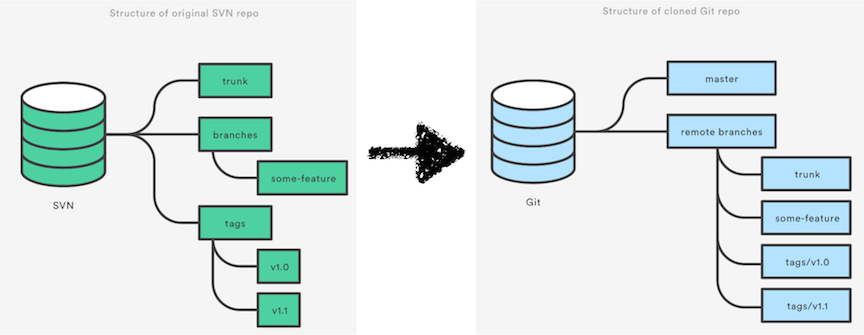 Structure of original SVN repo
trunk
branches
some-feature
SVN
tags
v1.0
v1.1
Structure of cloned Git repo
master
remote branches
trunk
Git
some-feature
tags/v1.0
tags/v1.1